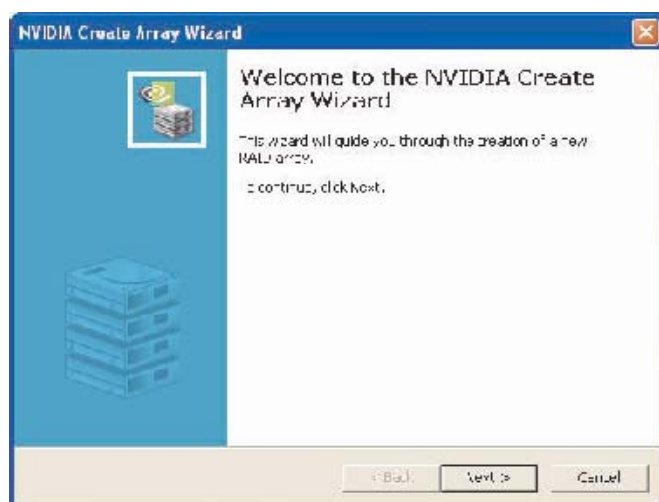 NVIDIA Create Array Wizard
Welcome to the NVIDIA Create
Array Wizard
This wizard will guide you through the creation of a new
RAID array.
To continue, click Next.
< Back
Next >
Cancel